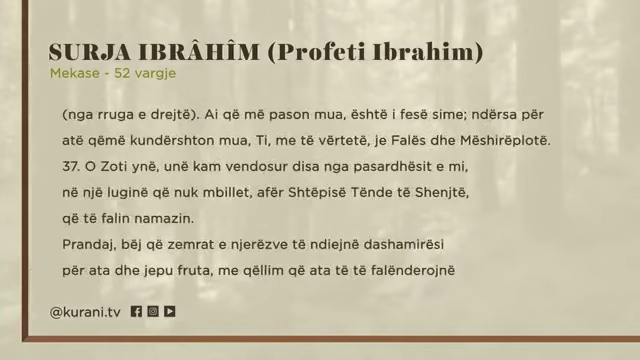 SURJA IBRÂHÎM (Profeti Ibrahim)
Mekase - 52 vargje
(nga rruga e drejtë). Ai që më pason mua, është i fesë sime; ndërsa për
atë qëmë kundërshton mua, Ti, me të vërtetë, je Falës dhe Mëshirëplotë.
37. O Zoti ynë, unë kam vendosur disa nga pasardhësit e mi,
në një luginë që nuk mbillet, afër Shtëpisë Tënde të Shenjtë,
që të falin namazin.
Prandaj, bëj që zemrat e njerëzve të ndiejnë dashamirësi
për ata dhe jepu fruta, me qëllim që ata të të falënderojnë
@kurani.tv